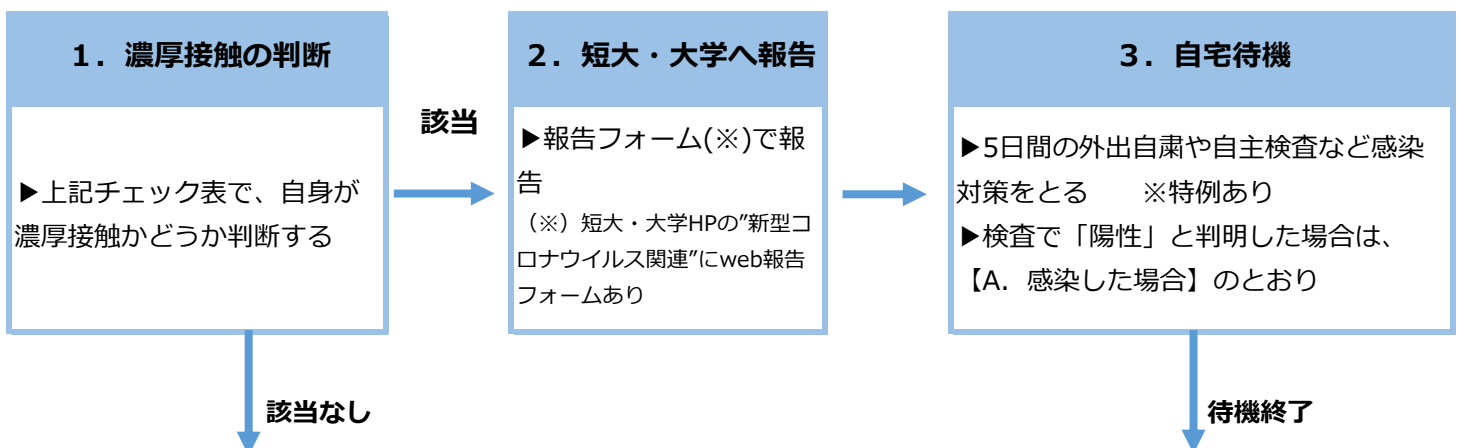 １．濃厚接触の判断
▶上記チェック表で、自身が
濃厚接触かどうか判断する
該当
２．短大・大学へ報告
▶報告フォーム(※)で報
告
（※）短大・大学HPの”新型コ
ロナウイルス関連”にweb報告
フォームあり
３．自宅待機
▶5日間の外出自粛や自主検査など感染
対策をとる　　※特例あり
▶検査で「陽性」と判明した場合は、
【A．感染した場合】のとおり
該当なし
待機終了